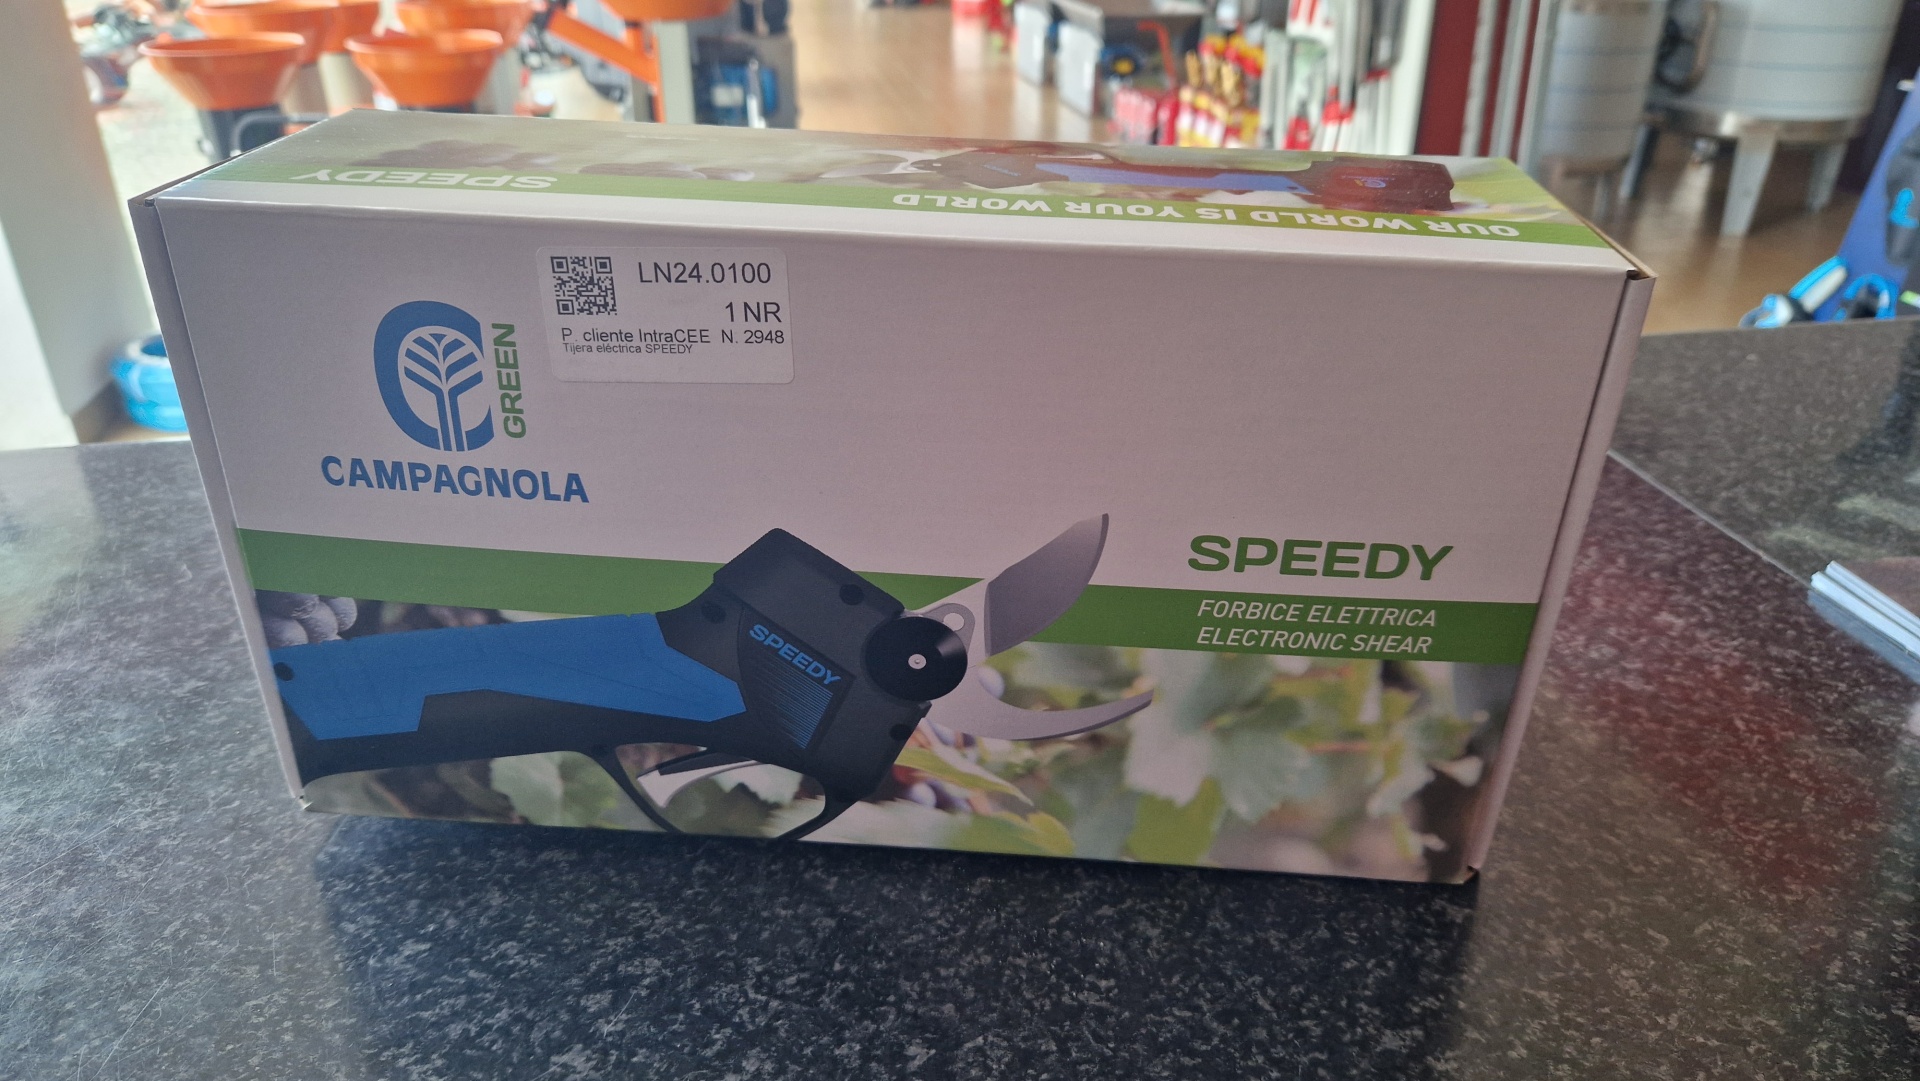 SPEEDY
OUR WORLD IS YOUR WORLD
LN24.0100
1 NR
P. cliente IntraCEE N. 2948
Tijera eléctrica SPEEDY
GREEN
CAMPAGNOLA
SPEEDY
FORBICE ELETTRICA
ELECTRONIC SHEAR
SPEEDY